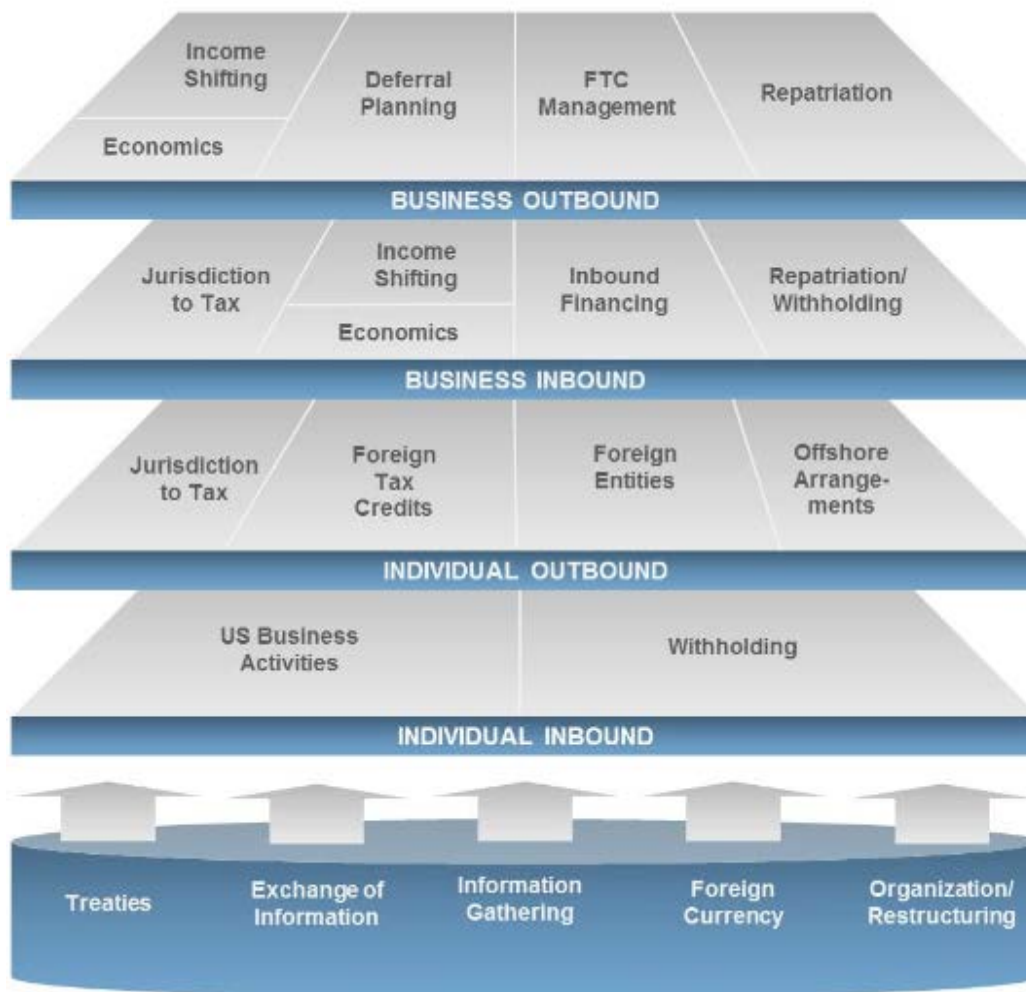 Income
Shifting
Economics
Deferral
Planning
FTC
Management
Repatriation
BUSINESS OUTBOUND
Jurisdiction
to Tax
Income
Shifting
Economics
Inbound
Financing
Repatriation/
Withholding
BUSINESS INBOUND
Jurisdiction
to Tax
Foreign
Tax
Credits
Foreign
Entities
Offshore
Arrange-
ments
INDIVIDUAL OUTBOUND
US Business
Activities
Withholding
INDIVIDUAL INBOUND
Treaties
Exchange of
Information
Information
Gathering
Foreign
Currency
Organization/
Restructuring